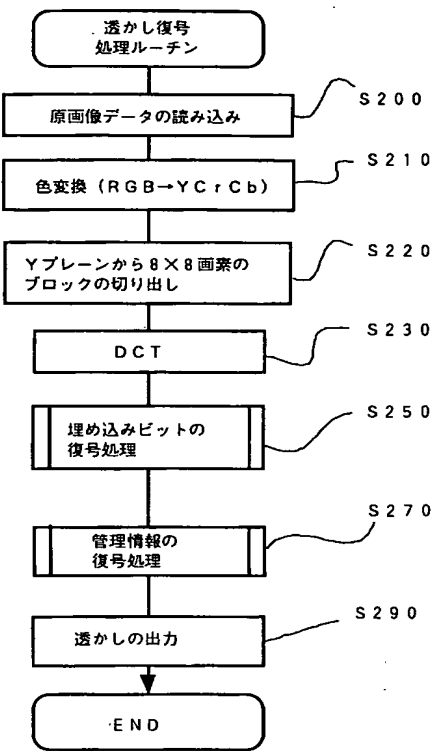 透かし復号
処理ルーチン
S200
原画像データの読み込み
S210
色変換（RGB→YCrCb）
S220
Yプレーンから8×8画素の
ブロックの切り出し
S230
DCT
S250
埋め込みビットの
復号処理
S270
管理情報の
復号処理
S290
透かしの出力
END